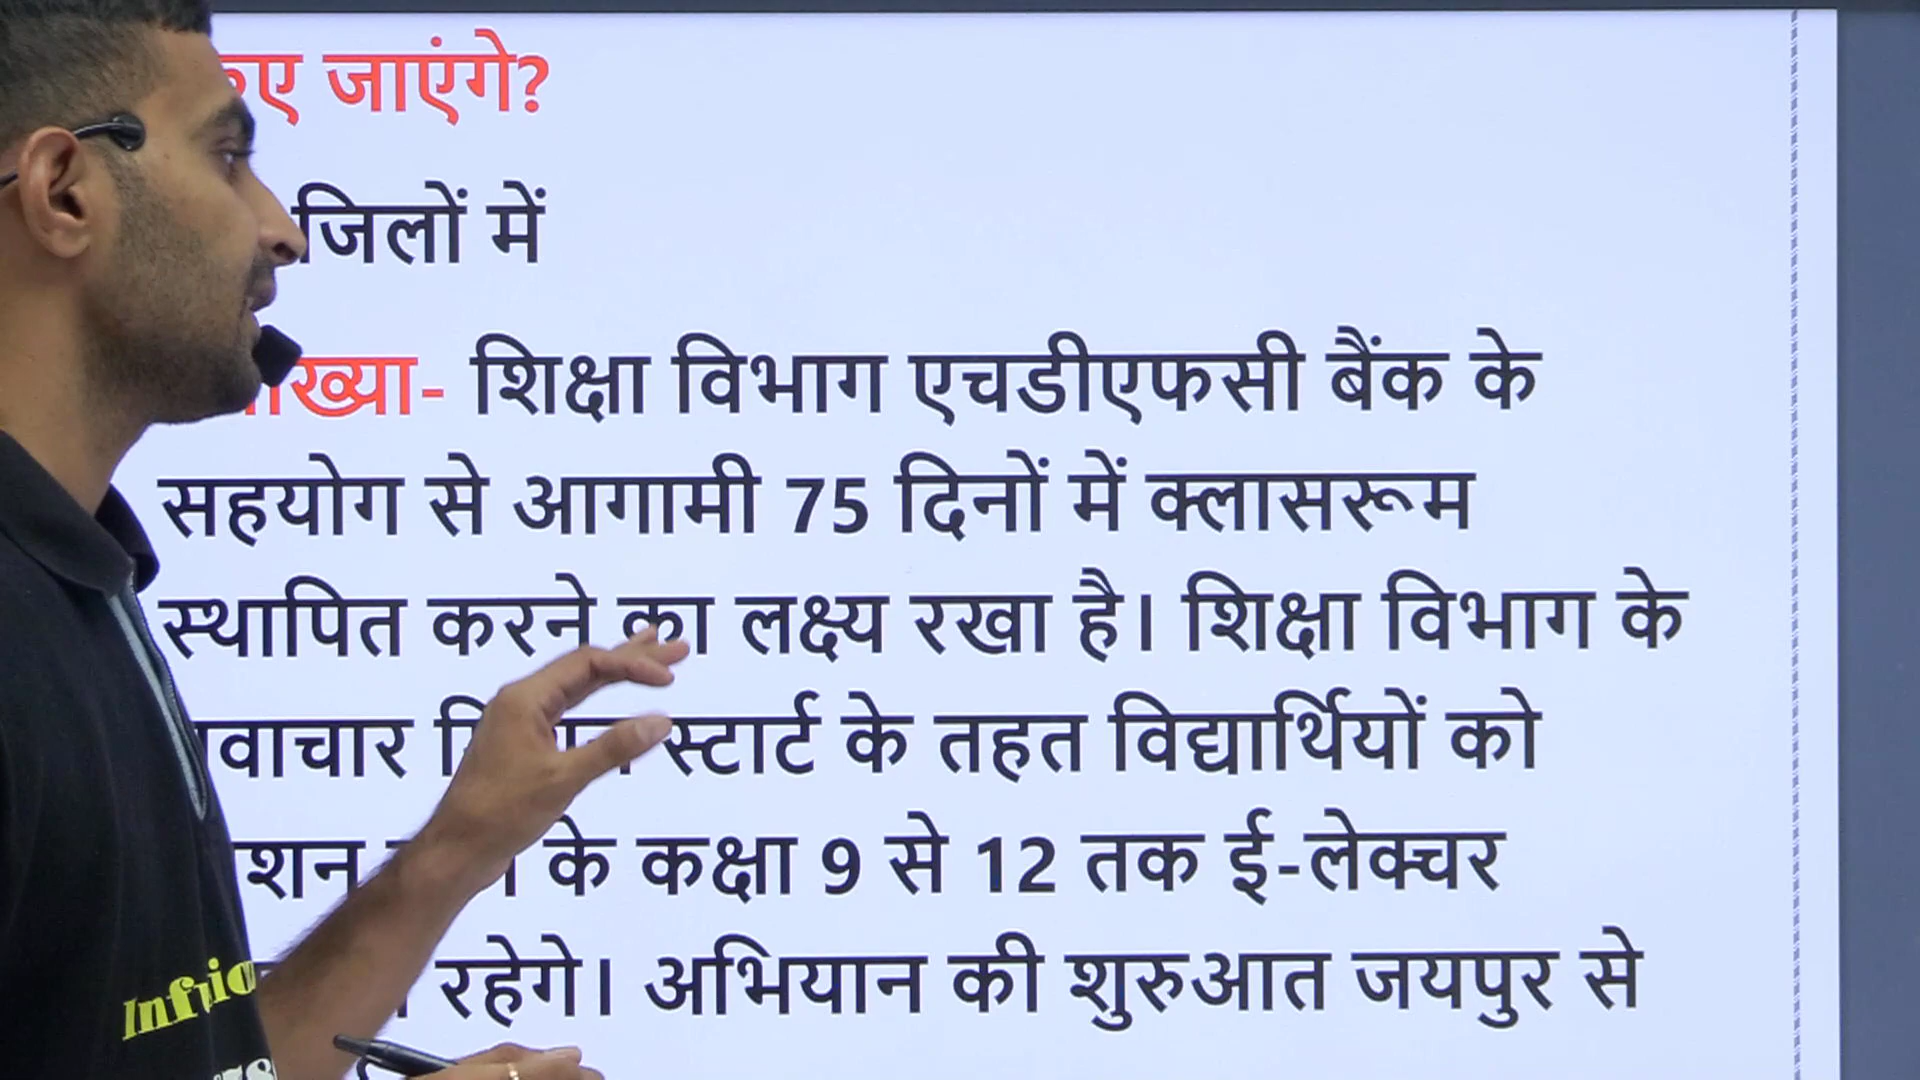 जाएंगे?
जिलों में
शिक्षा विभाग एचडीएफसी बैंक के
सहयोग से आगामी 75 दिनों में क्लासरूम
स्थापित करने का लक्ष्य रखा है। शिक्षा विभाग के
स्टार्ट के तहत विद्यार्थियों को
के कक्षा 9 से 12 तक ई-लेक्चर
रहेगे। अभियान की शुरुआत जयपुर से